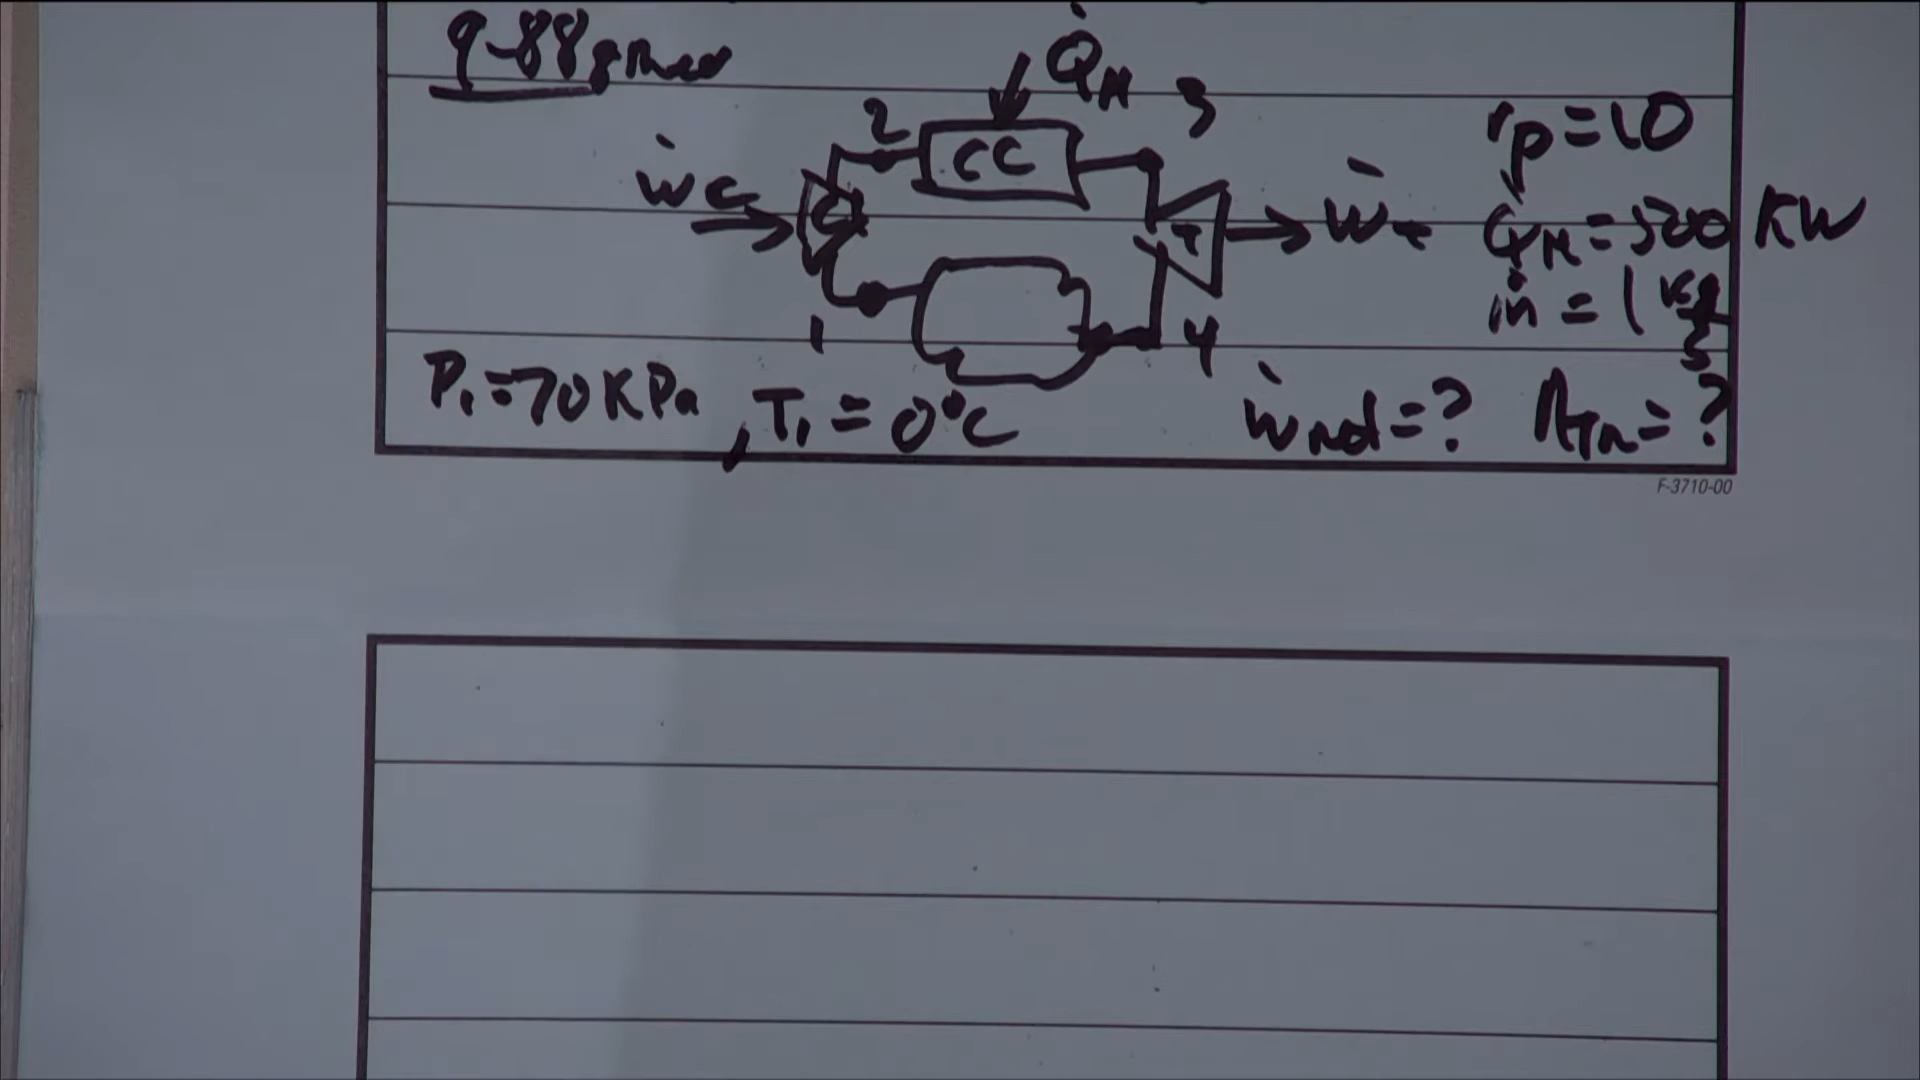 9-88
Q̇H
2
3
rp = 10
CC
ẇc
C
T
ẇT
Q̇H = 500 KW
ṁ = 1 kg/s
1
4
P1 = 70 KPa, T1 = 0°C
ẇnet = ? ηTh = ?
F-3710-00